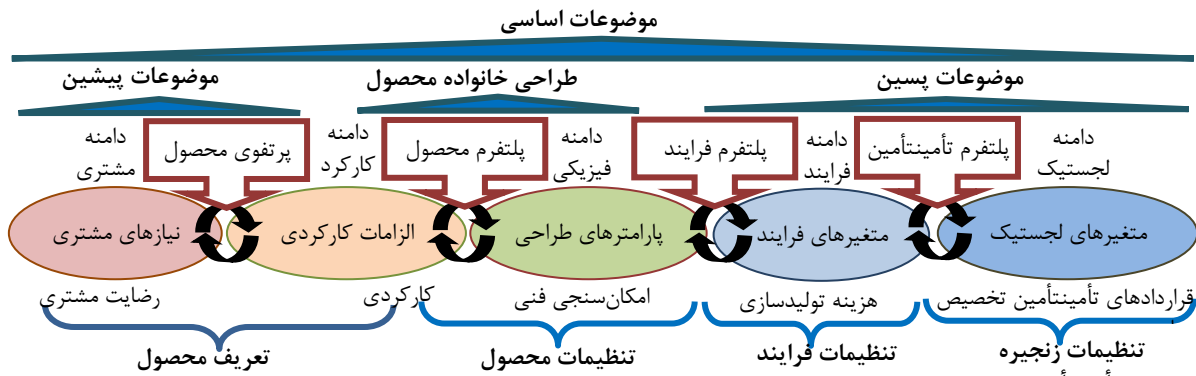 موضوعات اساسی
موضوعات پیشین
طراحی خانواده محصول
موضوعات پسین
دامنه
مشتری
پرتفوی محصول
دامنه
کارکرد
پلتفرم محصول
دامنه
فیزیکی
پلتفرم فرایند
دامنه
فرایند
پلتفرم تأمینتأمین
دامنه
لجستیک
نیازهای مشتری
الزامات کارکردی
پارامترهای طراحی
متغیرهای فرایند
متغیرهای لجستیک
رضایت مشتری
کارکردی
امکان‌سنجی فنی
هزینه تولیدسازی
قراردادهای تأمینتأمین تخصیص
تعریف محصول
تنظیمات محصول
تنظیمات فرایند
تنظیمات زنجیره